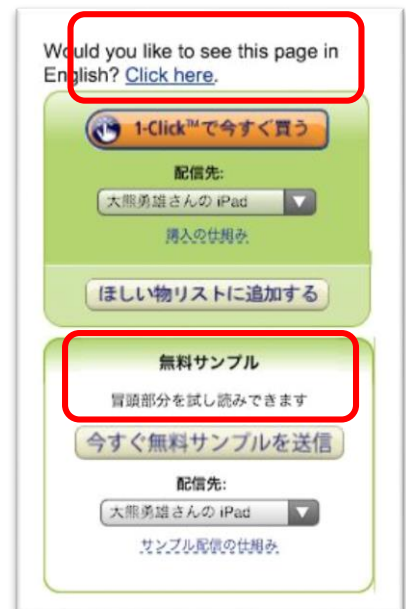 Would you like to see this page in
English? Click here.
1-Click™で今すぐ買う
配信先:
大熊勇雄さんの iPad
購入の仕組み
ほしい物リストに追加する
無料サンプル
冒頭部分を試し読みできます
今すぐ無料サンプルを送信
配信先:
大熊勇雄さんの iPad
サンプル配信の仕組み